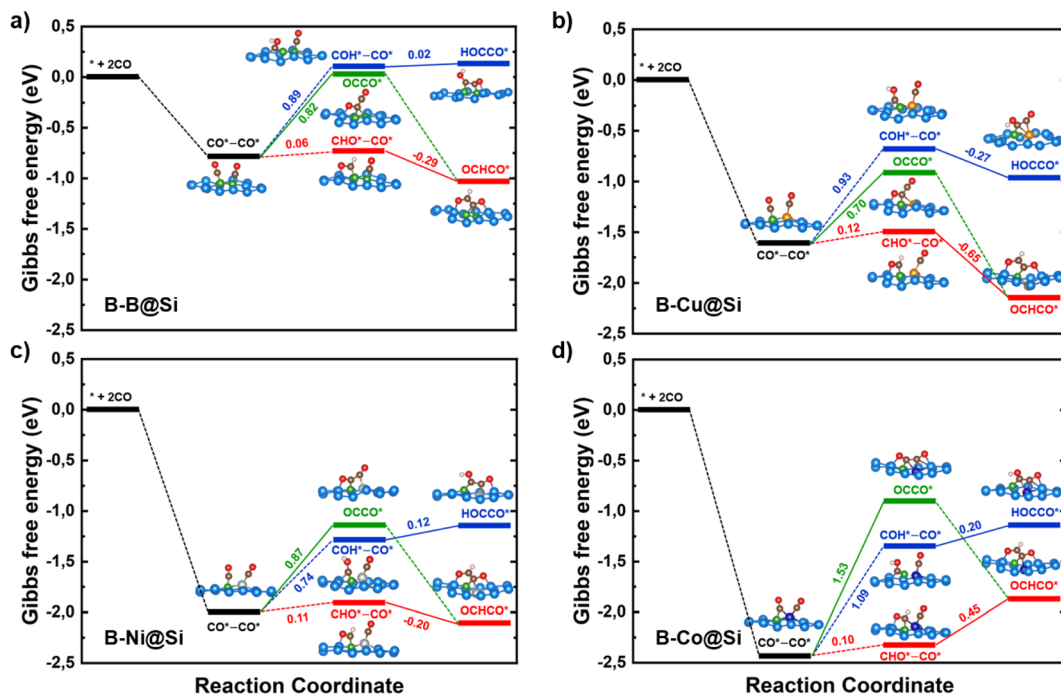 a)
Gibbs free energy (eV)
0,5
0,0
-0,5
-1,0
-1,5
-2,0
-2,5
* + 2CO
CO*−CO*
0.89
0.82
0.06
COH*−CO*
0.02
HOCCO*
OCCO*
CHO*−CO*
-0.29
OCHCO*
B-B@Si
b)
Gibbs free energy (eV)
0,5
0,0
-0,5
-1,0
-1,5
-2,0
-2,5
* + 2CO
CO*−CO*
0.93
0.70
0.12
COH*−CO*
-0.27
HOCCO*
OCCO*
CHO*−CO*
-0.65
OCHCO*
B-Cu@Si
c)
Gibbs free energy (eV)
0,5
0,0
-0,5
-1,0
-1,5
-2,0
-2,5
* + 2CO
CO*−CO*
0.87
0.74
0.11
OCCO*
0.12
HOCCO*
COH*−CO*
CHO*−CO*
-0.20
OCHCO*
B-Ni@Si
Reaction Coordinate
d)
Gibbs free energy (eV)
0,5
0,0
-0,5
-1,0
-1,5
-2,0
-2,5
* + 2CO
CO*−CO*
1.53
1.09
0.10
OCCO*
COH*−CO*
0.20
HOCCO*
CHO*−CO*
0.45
OCHCO*
B-Co@Si
Reaction Coordinate